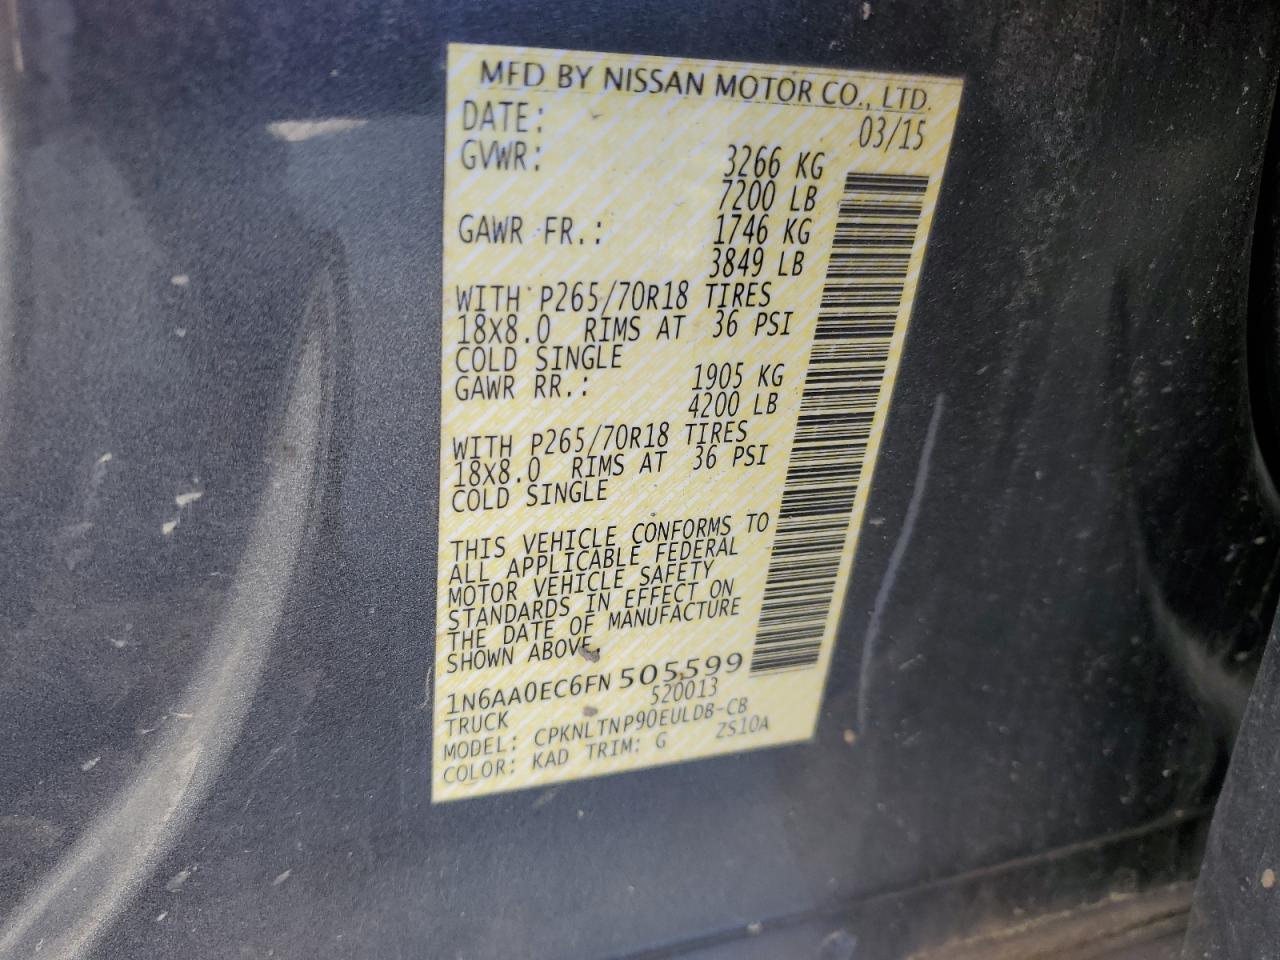 MFD BY NISSAN MOTOR CO., LTD.
DATE: 03/15
GVWR: 3266 KG
7200 LB
GAWR FR.: 1746 KG
3849 LB
WITH P265/70R18 TIRES
18X8.0 RIMS AT 36 PSI
COLD SINGLE
GAWR RR.: 1905 KG
4200 LB
WITH P265/70R18 TIRES
18X8.0 RIMS AT 36 PSI
COLD SINGLE
THIS VEHICLE CONFORMS TO
ALL APPLICABLE FEDERAL
MOTOR VEHICLE SAFETY
STANDARDS IN EFFECT ON
THE DATE OF MANUFACTURE
SHOWN ABOVE.
1N6AA0EC6FN505599
TRUCK 520013
MODEL: CPKNLTNP90EULDB-CB
COLOR: KAD TRIM: G ZS10A